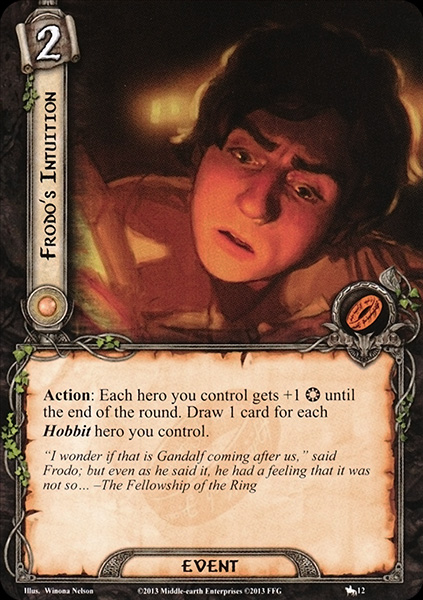 2
FRODO'S INTUITION
Action: Each hero you control gets +1 until
the end of the round. Draw 1 card for each
Hobbit hero you control.
"I wonder if that is Gandalf coming after us," said
Frodo; but even as he said it, he had a feeling that it was
not so… –The Fellowship of the Ring
EVENT
Illus. Winona Nelson ©2013 Middle-earth Enterprises ©2013 FFG 12